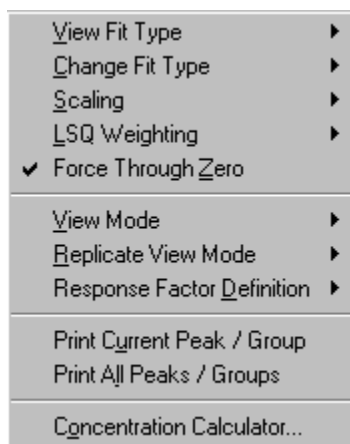 View Fit Type
Change Fit Type
Scaling
LSQ Weighting
Force Through Zero
View Mode
Replicate View Mode
Response Factor Definition
Print Current Peak / Group
Print All Peaks / Groups
Concentration Calculator...